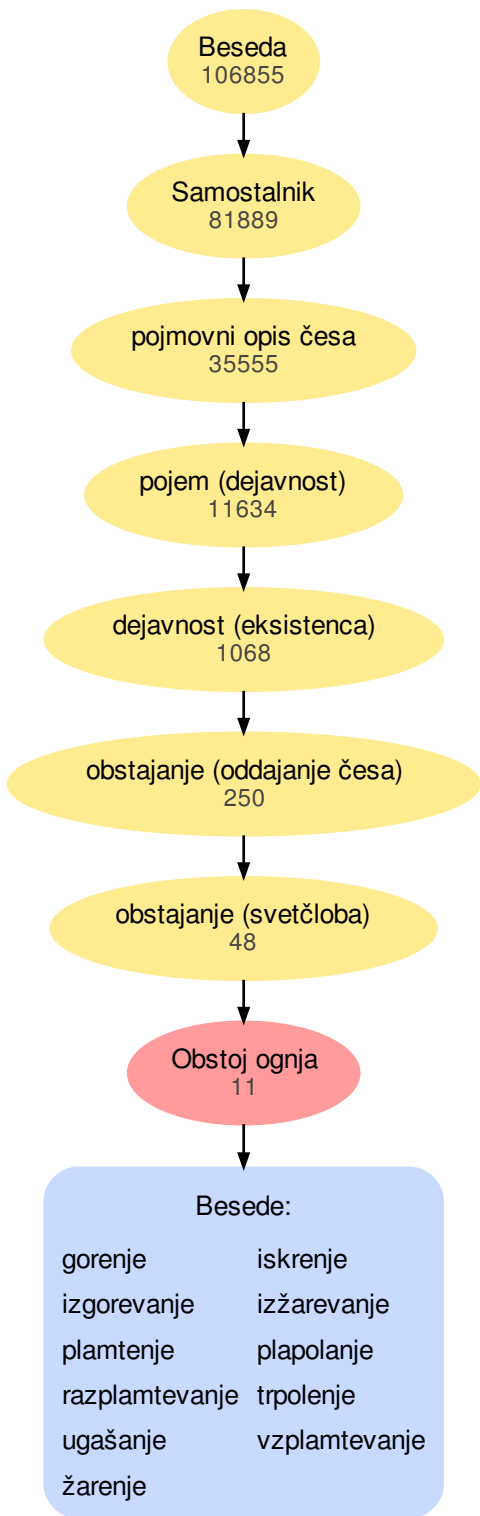 Beseda
106855
Samostalnik
81889
pojmovni opis česa
35555
pojem (dejavnost)
11634
dejavnost (eksistenca)
1068
obstajanje (oddajanje česa)
250
obstajanje (svetčloba)
48
Obstoj ognja
11
Besede:
gorenje iskrenje
izgorevanje izžarevanje
plamtenje plapolanje
razplamtevanje trpolenje
ugašanje vzplamtevanje
žarenje